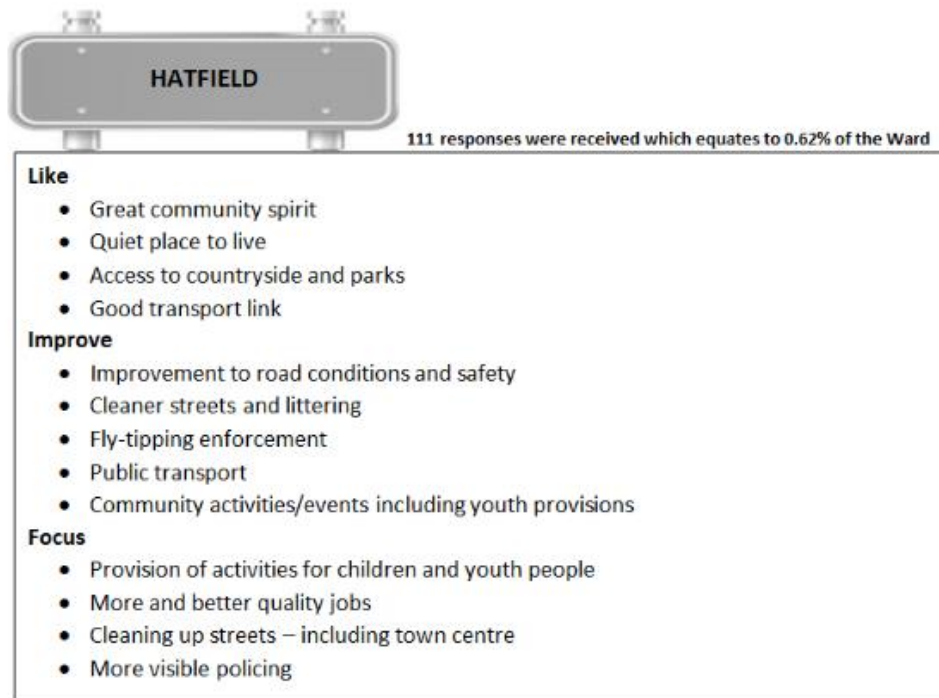 HATFIELD
111 responses were received which equates to 0.62% of the Ward
Like
• Great community spirit
• Quiet place to live
• Access to countryside and parks
• Good transport link
Improve
• Improvement to road conditions and safety
• Cleaner streets and littering
• Fly-tipping enforcement
• Public transport
• Community activities/events including youth provisions
Focus
• Provision of activities for children and youth people
• More and better quality jobs
• Cleaning up streets – including town centre
• More visible policing